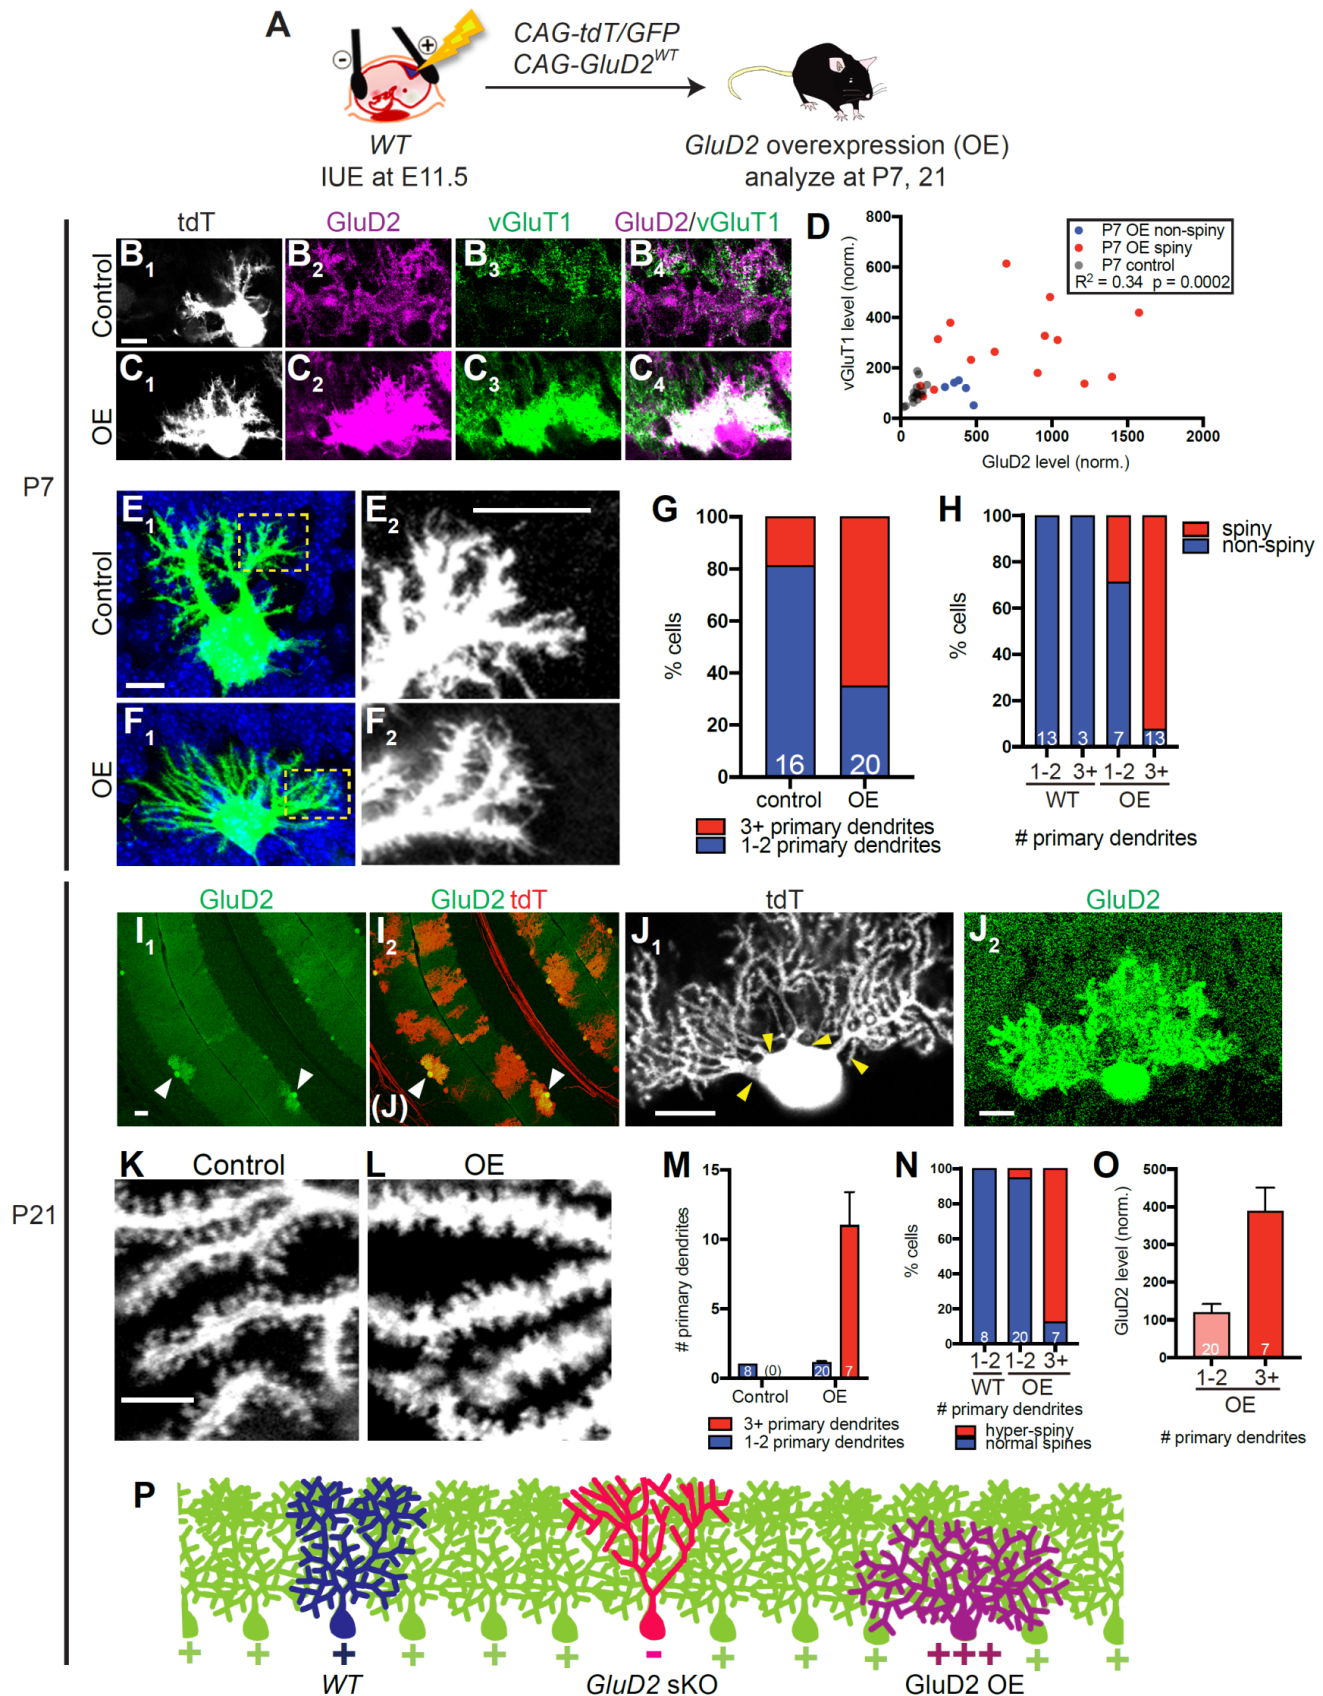 A
CAG-tdT/GFP
CAG-GluD2WT
WT
IUE at E11.5
GluD2 overexpression (OE)
analyze at P7, 21
P7
tdT GluD2 vGluT1 GluD2/vGluT1
Control
B1 B2 B3 B4
OE
C1 C2 C3 C4
D
vGluT1 level (norm.)
800
600
400
200
0
0 500 1000 1500 2000
GluD2 level (norm.)
P7 OE non-spiny
P7 OE spiny
P7 control
R2 = 0.34 p = 0.0002
Control
E1 E2
OE
F1 F2
G
% cells
100
80
60
40
20
0
16 20
control OE
3+ primary dendrites
1-2 primary dendrites
H
% cells
100
80
60
40
20
0
13 3 7 13
1-2 3+ 1-2 3+
WT OE
# primary dendrites
spiny
non-spiny
P21
GluD2
I1
GluD2 tdT
I2
(J)
tdT
J1
GluD2
J2
K Control
L OE
M
# primary dendrites
15
10
5
0
8 (0) 20 7
Control OE
3+ primary dendrites
1-2 primary dendrites
N
% cells
100
80
60
40
20
0
8 20 7
1-2 1-2 3+
WT OE
# primary dendrites
hyper-spiny
normal spines
O
GluD2 level (norm.)
500
400
300
200
100
0
20 7
1-2 3+
OE
# primary dendrites
P
+ + + + + + - + + + +++ + +
WT GluD2 sKO GluD2 OE